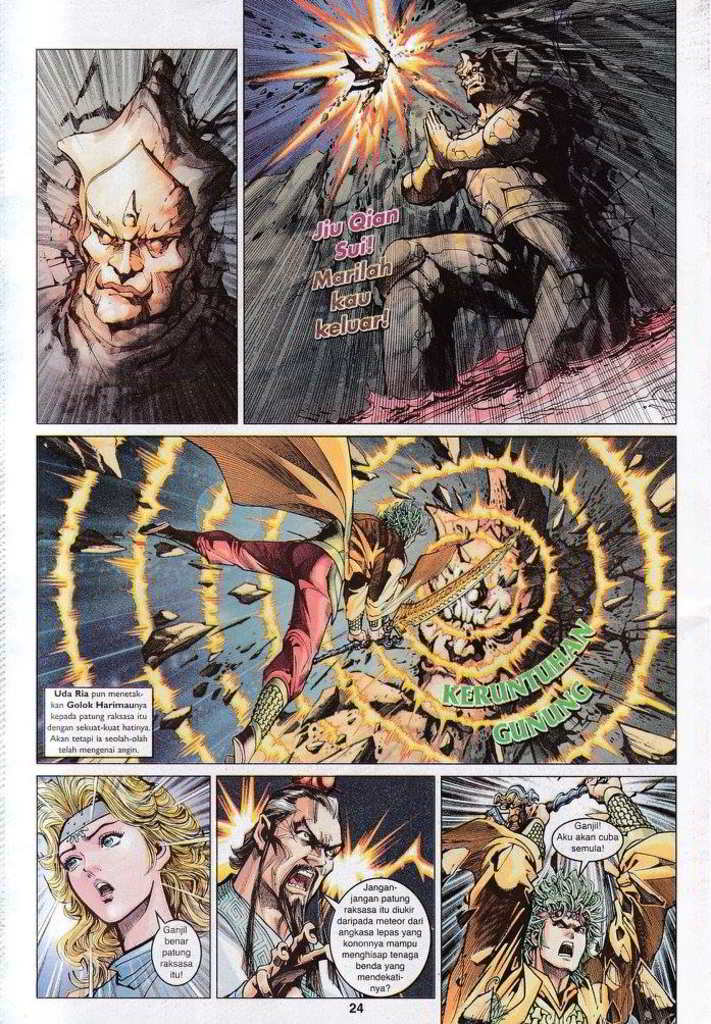 Jiu Qian
Sui!
Marilah
kau
keluar!
Uda Ria pun menetak-
kan Golok Harimaunya
kepada patung raksasa itu
dengan sekuat-kuat hatinya.
Akan tetapi ia seolah-olah
telah mengenai angin.
KERUNTUHAN
GUNUNG
Ganjil
benar
patung
raksasa
itu!
Jangan-
jangan patung
raksasa itu diukir
daripada meteor dari
angkasa lepas yang
kononnya mampu
menghisap tenaga
benda yang
mendekati-
nya?
Ganjil!
Aku akan cuba
semula!
24